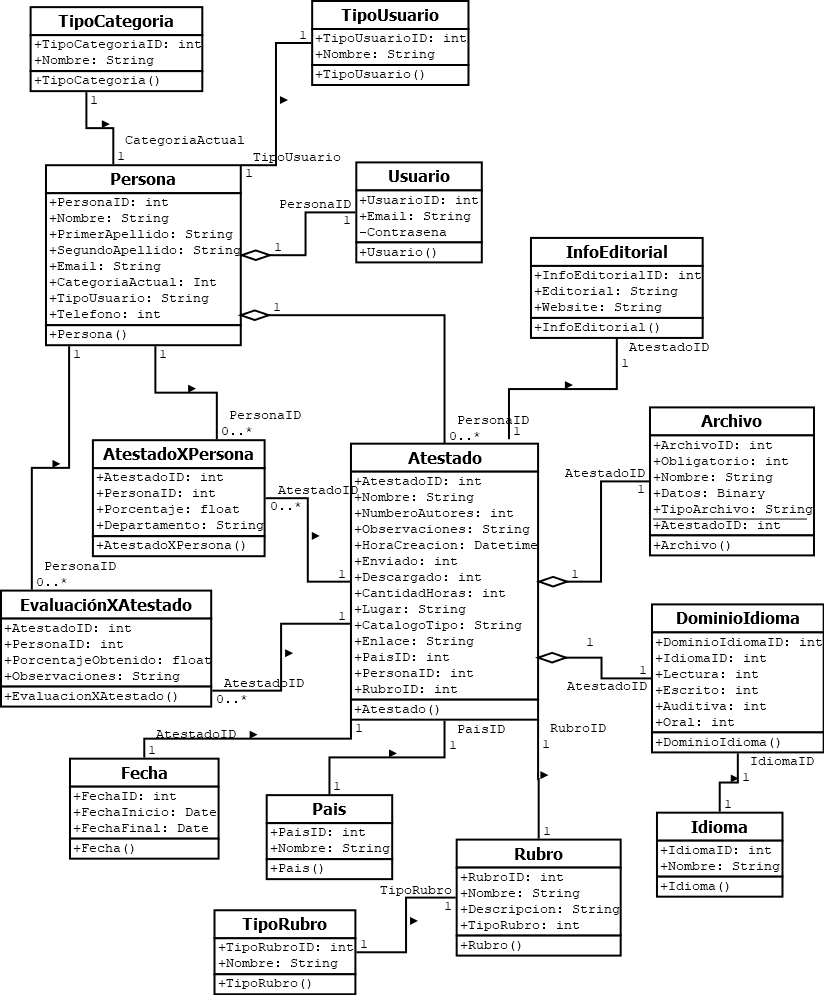 TipoCategoria
+TipoCategoriaID: int
+Nombre: String
+TipoCategoria()
1
CategoriaActual
1
TipoUsuario
+TipoUsuarioID: int
+Nombre: String
+TipoUsuario()
1
TipoUsuario
1
Persona
+PersonaID: int
+Nombre: String
+PrimerApellido: String
+SegundoApellido: String
+Email: String
+CategoriaActual: Int
+TipoUsuario: String
+Telefono: int
+Persona()
Usuario
+UsuarioID: int
+Email: String
-Contrasena
+Usuario()
PersonaID
1
1
InfoEditorial
+InfoEditorialID: int
+Editorial: String
+Website: String
+InfoEditorial()
AtestadoID
1
1
1
PersonaID
0..*
1
1
PersonaID
0..*
AtestadoXPersona
+AtestadoID: int
+PersonaID: int
+Porcentaje: float
+Departamento: String
+AtestadoXPersona()
AtestadoID
0..*
1
Atestado
+AtestadoID: int
+Nombre: String
+NumberoAutores: int
+Observaciones: String
+HoraCreacion: Datetime
+Enviado: int
+Descargado: int
+CantidadHoras: int
+Lugar: String
+CatalogoTipo: String
+Enlace: String
+PaisID: int
+PersonaID: int
+RubroID: int
+Atestado()
Archivo
+ArchivoID: int
+Obligatorio: int
+Nombre: String
+Datos: Binary
+TipoArchivo: String
+AtestadoID: int
+Archivo()
AtestadoID
1
1
PersonaID
0..*
EvaluaciónXAtestado
+AtestadoID: int
+PersonaID: int
+PorcentajeObtenido: float
+Observaciones: String
+EvaluacionXAtestado()
1
AtestadoID
0..*
DominioIdioma
+DominioIdiomaID: int
+IdiomaID: int
+Lectura: int
+Escrito: int
+Auditiva: int
+Oral: int
+DominioIdioma()
1
1
AtestadoID
AtestadoID
1
1
Fecha
+FechaID: int
+FechaInicio: Date
+FechaFinal: Date
+Fecha()
PaisID
1
1
Pais
+PaisID: int
+Nombre: String
+Pais()
RubroID
1
1
IdiomaID
1
1
Idioma
+IdiomaID: int
+Nombre: String
+Idioma()
Rubro
+RubroID: int
+Nombre: String
+Descripcion: String
+TipoRubro: int
+Rubro()
TipoRubro
1
1
TipoRubro
+TipoRubroID: int
+Nombre: String
+TipoRubro()